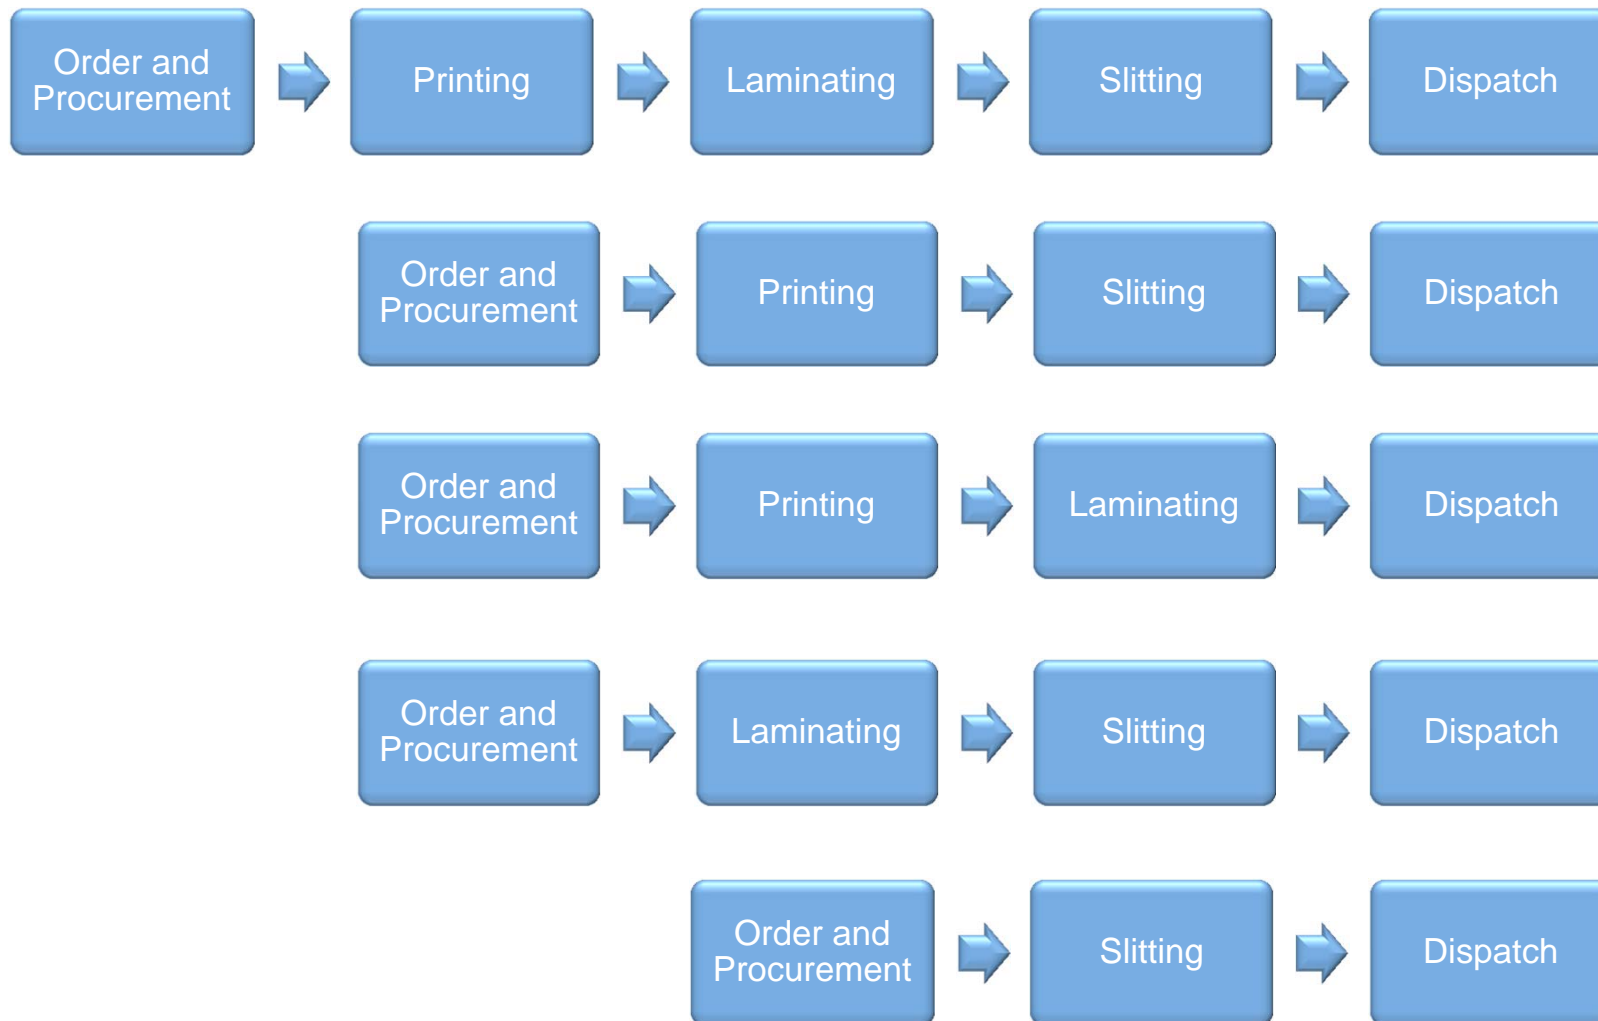 Order and
Procurement
Printing
Laminating
Slitting
Dispatch
Order and
Procurement
Printing
Slitting
Dispatch
Order and
Procurement
Printing
Laminating
Dispatch
Order and
Procurement
Laminating
Slitting
Dispatch
Order and
Procurement
Slitting
Dispatch